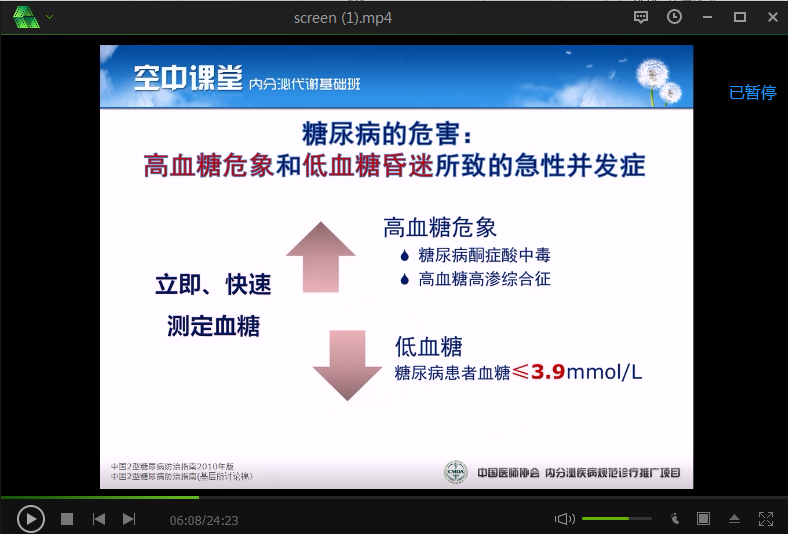 screen (1).mp4
空中课堂 内分泌代谢基础班
已暂停
糖尿病的危害：
高血糖危象和低血糖昏迷所致的急性并发症
高血糖危象
糖尿病酮症酸中毒
高血糖高渗综合征
立即、快速
测定血糖
低血糖
糖尿病患者血糖≤3.9mmol/L
中国2型糖尿病防治指南2010年版
中国2型糖尿病防治指南(基层版讨论稿)
CMDA
中国医师协会 内分泌疾病规范诊疗推广项目
06:08/24:23